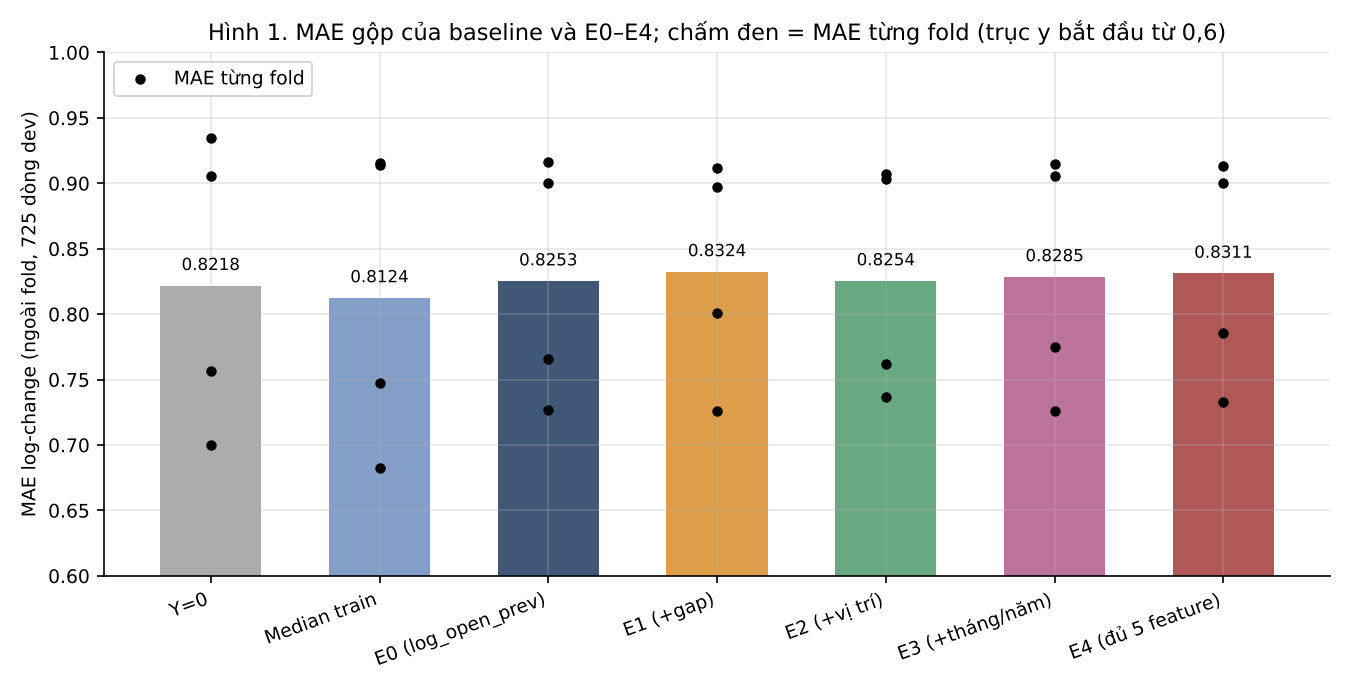 Hình 1. MAE gộp của baseline và E0–E4; chấm đen = MAE từng fold (trục y bắt đầu từ 0,6)
MAE từng fold
MAE log-change (ngoài fold, 725 dòng dev)
1.00
0.95
0.90
0.85
0.80
0.75
0.70
0.65
0.60
0.8218
0.8124
0.8253
0.8324
0.8254
0.8285
0.8311
Y=0
Median train
E0 (log_open_prev)
E1 (+gap)
E2 (+vị trí)
E3 (+tháng/năm)
E4 (đủ 5 feature)